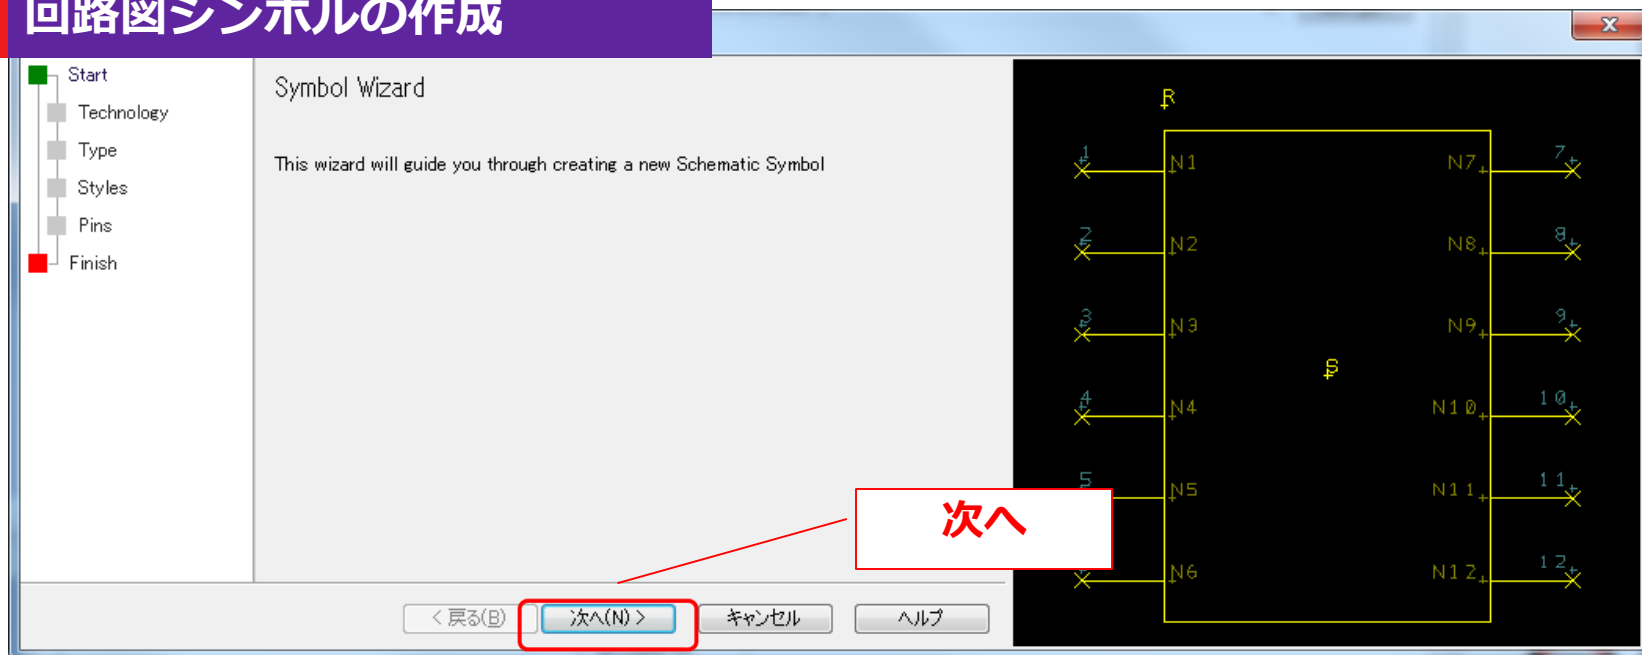 回路図シンボルの作成
Start
Technology
Type
Styles
Pins
Finish
Symbol Wizard
This wizard will guide you through creating a new Schematic Symbol
R
1 N1 N7 7
2 N2 N8 8
3 N3 N9 9
4 N4 N10 10
5 N5 N11 11
N6 N12 12
S
次へ
< 戻る(B)
次へ(N) >
キャンセル
ヘルプ